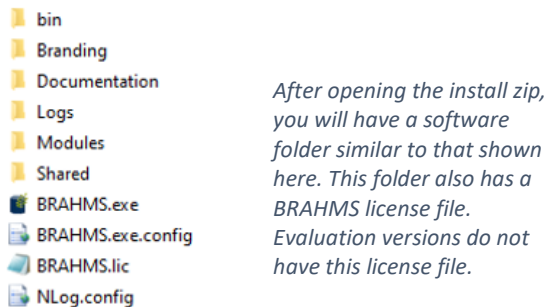 bin
Branding
Documentation
Logs
Modules
Shared
BRAHMS.exe
BRAHMS.exe.config
BRAHMS.lic
NLog.config
After opening the install zip,
you will have a software
folder similar to that shown
here. This folder also has a
BRAHMS license file.
Evaluation versions do not
have this license file.